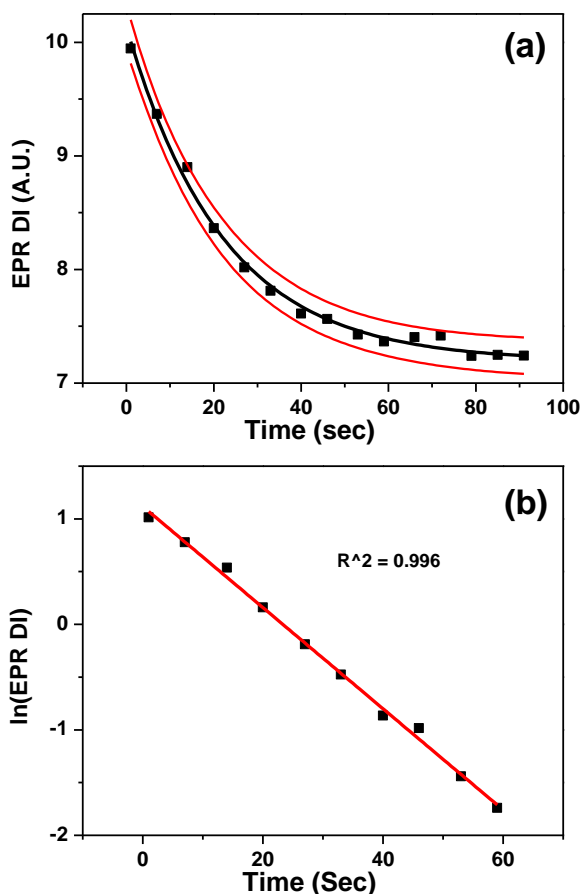 (a)
EPR DI (A.U.)
10
9
8
7
0 20 40 60 80 100
Time (sec)
(b)
R^2 = 0.996
ln(EPR DI)
1
0
-1
-2
0 20 40 60
Time (Sec)